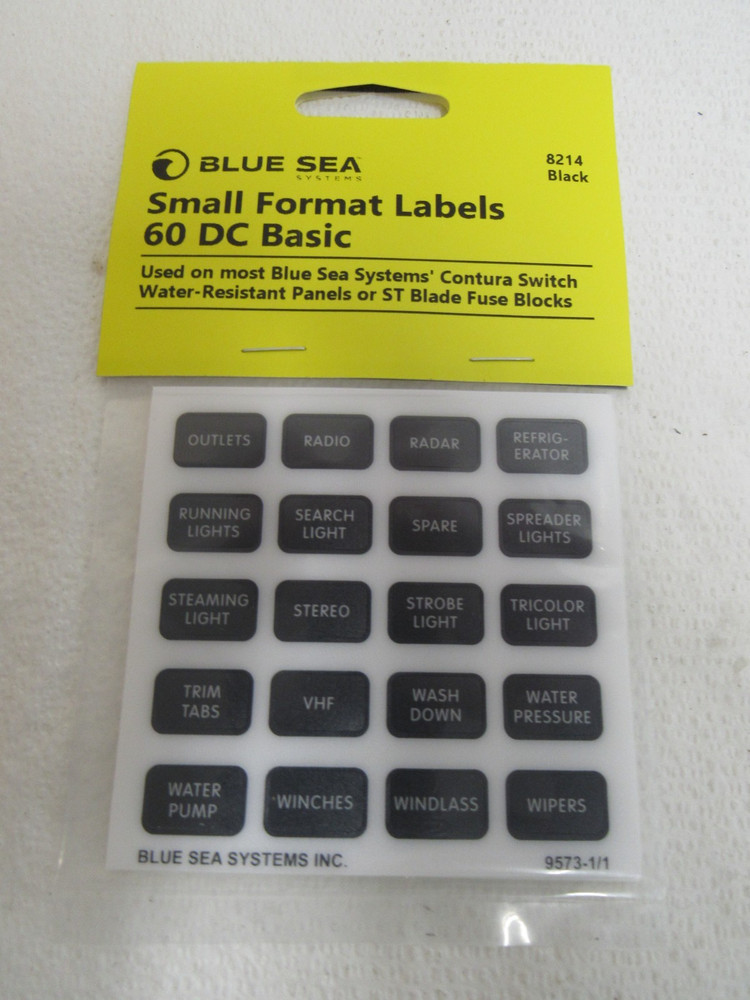 BLUE SEA
SYSTEMS
8214
Black
Small Format Labels
60 DC Basic
Used on most Blue Sea Systems' Contura Switch
Water-Resistant Panels or ST Blade Fuse Blocks
OUTLETS
RADIO
RADAR
REFRIG-
ERATOR
RUNNING
LIGHTS
SEARCH
LIGHT
SPARE
SPREADER
LIGHTS
STEAMING
LIGHT
STEREO
STROBE
LIGHT
TRICOLOR
LIGHT
TRIM
TABS
VHF
WASH
DOWN
WATER
PRESSURE
WATER
PUMP
WINCHES
WINDLASS
WIPERS
BLUE SEA SYSTEMS INC.
9573-1/1